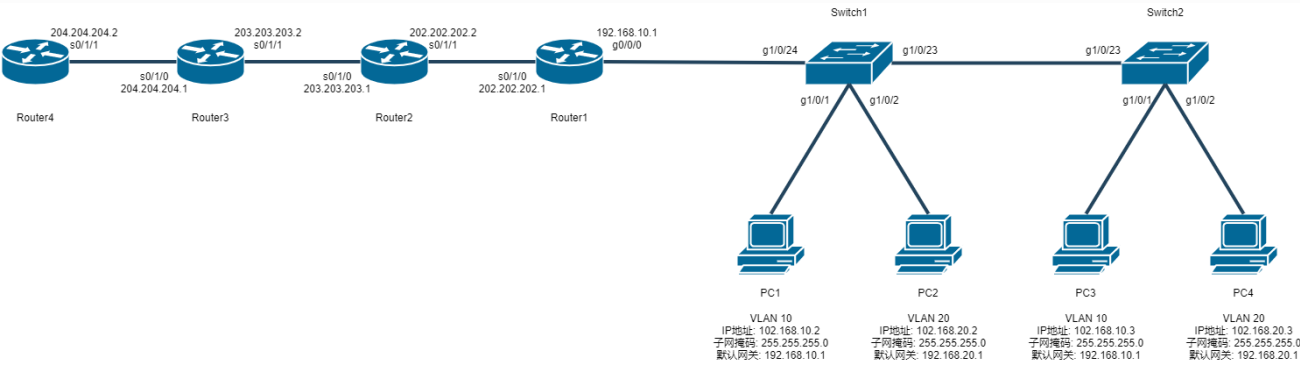 Switch1
Switch2
204.204.204.2
s0/1/1
203.203.203.2
s0/1/1
202.202.202.2
s0/1/1
192.168.10.1
g0/0/0
g1/0/24
g1/0/23
g1/0/23
s0/1/0
204.204.204.1
s0/1/0
203.203.203.1
s0/1/0
202.202.202.1
g1/0/1
g1/0/2
g1/0/1
g1/0/2
Router4
Router3
Router2
Router1
PC1
PC2
PC3
PC4
VLAN 10
IP地址: 102.168.10.2
子网掩码: 255.255.255.0
默认网关: 192.168.10.1
VLAN 20
IP地址: 102.168.20.2
子网掩码: 255.255.255.0
默认网关: 192.168.20.1
VLAN 10
IP地址: 102.168.10.3
子网掩码: 255.255.255.0
默认网关: 192.168.10.1
VLAN 20
IP地址: 102.168.20.3
子网掩码: 255.255.255.0
默认网关: 192.168.20.1